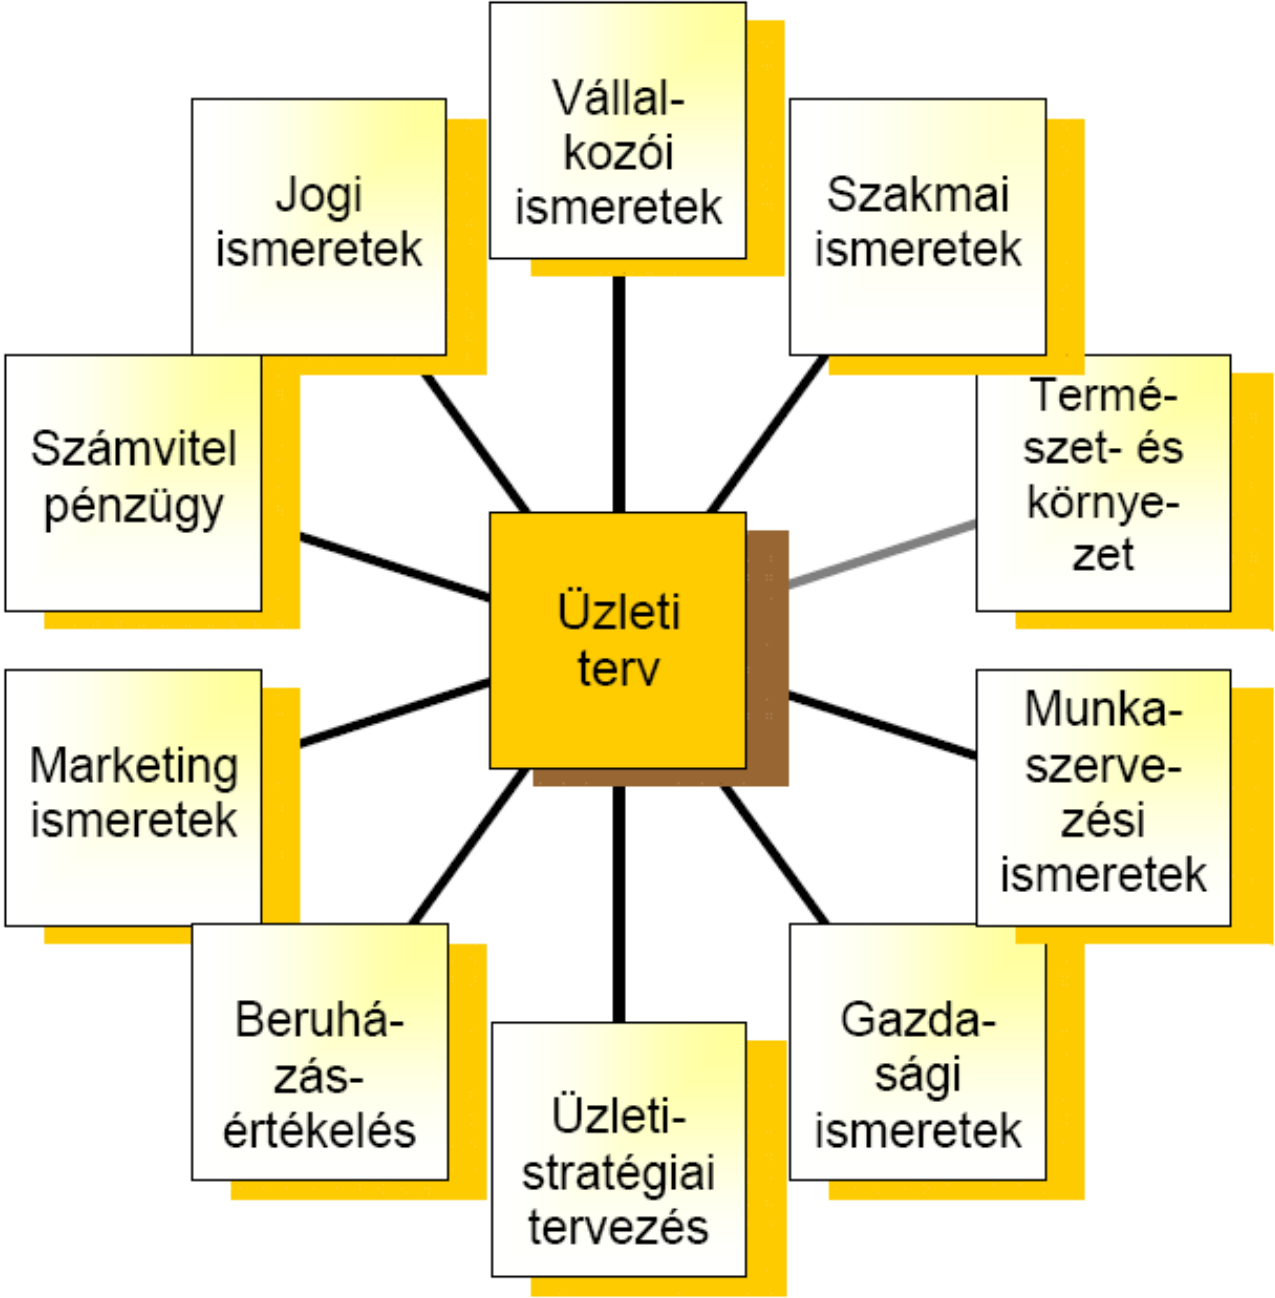 Vállal-
kozói
ismeretek
Szakmai
ismeretek
Termé-
szet- és
környe-
zet
Munka-
szerve-
zési
ismeretek
Gazda-
sági
ismeretek
Üzleti-
stratégiai
tervezés
Beruhá-
zás-
értékelés
Marketing
ismeretek
Számvitel
pénzügy
Jogi
ismeretek
Üzleti
terv